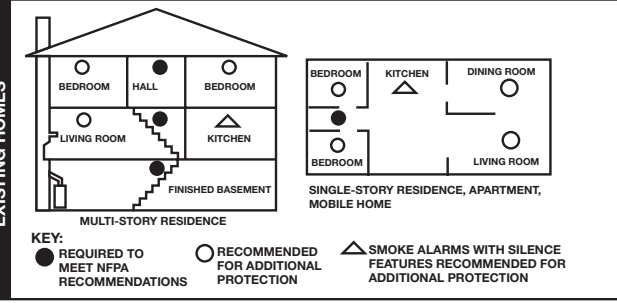 EXISTING HOMES
BEDROOM
HALL
BEDROOM
LIVING ROOM
KITCHEN
FINISHED BASEMENT
MULTI-STORY RESIDENCE
BEDROOM
KITCHEN
DINING ROOM
BEDROOM
LIVING ROOM
SINGLE-STORY RESIDENCE, APARTMENT,
MOBILE HOME
KEY:
REQUIRED TO
MEET NFPA
RECOMMENDATIONS
RECOMMENDED
FOR ADDITIONAL
PROTECTION
SMOKE ALARMS WITH SILENCE
FEATURES RECOMMENDED FOR
ADDITIONAL PROTECTION